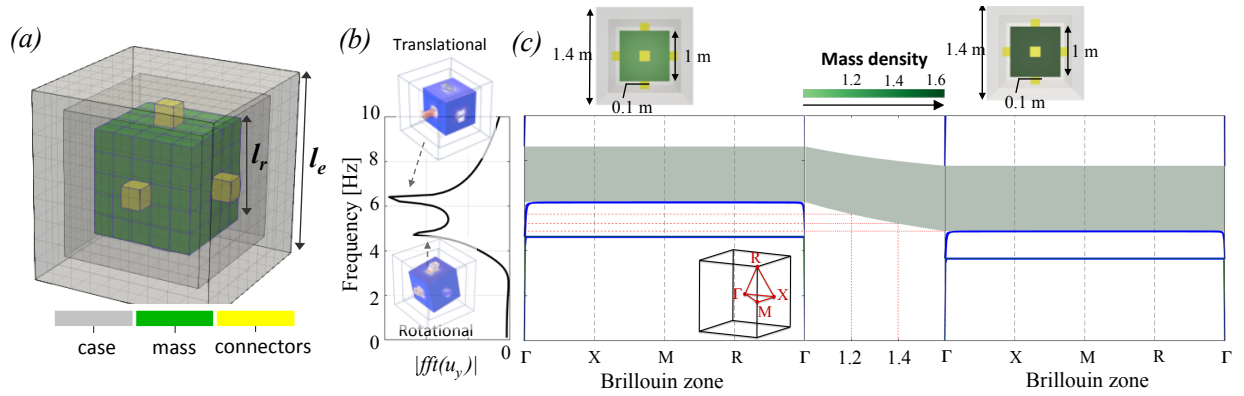 (a)
l_r
l_e
case
mass
connectors
(b)
Translational
Frequency [Hz]
10
8
6
4
2
0
Rotational
0
|fft(u_y)|
(c)
1.4 m
1 m
0.1 m
Mass density
1.2 1.4 1.6
1.4 m
1 m
0.1 m
R
Γ
X
M
Γ X M R Γ 1.2 1.4 Γ X M R Γ
Brillouin zone
Brillouin zone